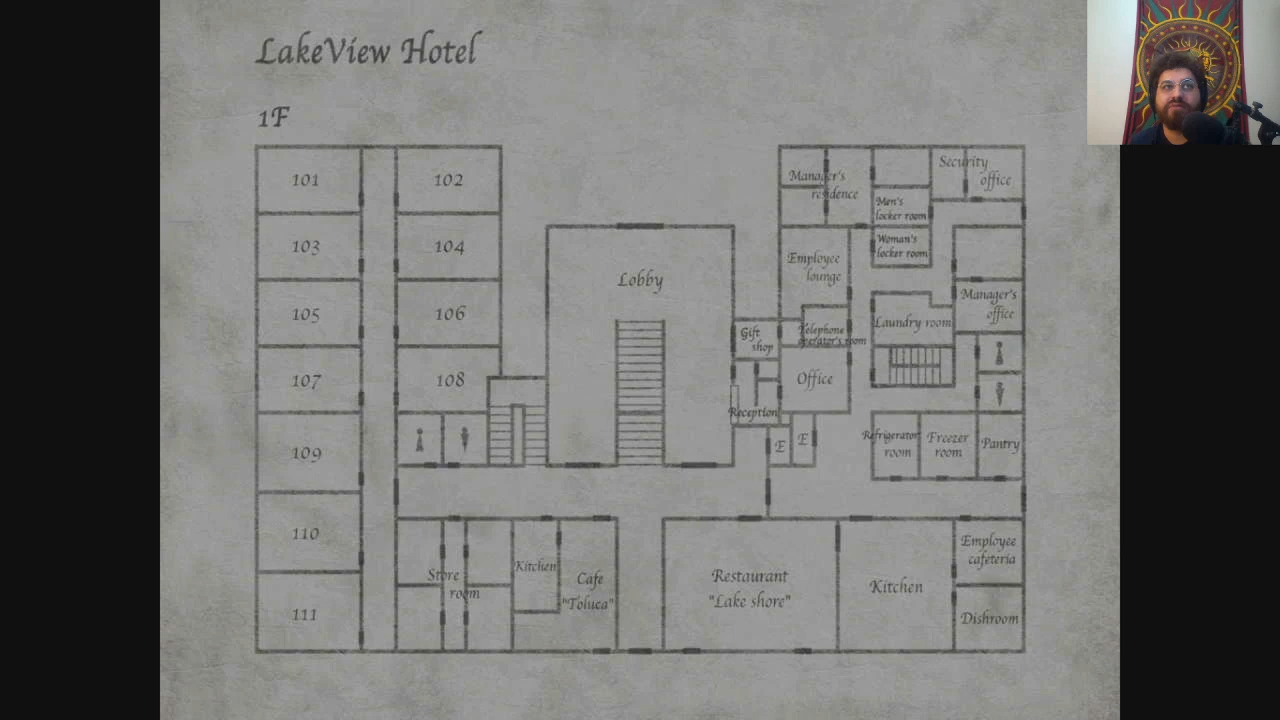 LakeView Hotel
1F
101
102
103
104
105
106
107
108
109
110
111
Lobby
Gift
shop
Reception
Manager's
residence
Employee
lounge
Telephone
operator's room
Office
E
E
Men's
locker room
Woman's
locker room
Security
office
Manager's
office
Laundry room
Refrigerator
room
Freezer
room
Pantry
Store
room
Kitchen
Cafe
"Toluca"
Restaurant
"Lake shore"
Kitchen
Employee
cafeteria
Dishroom